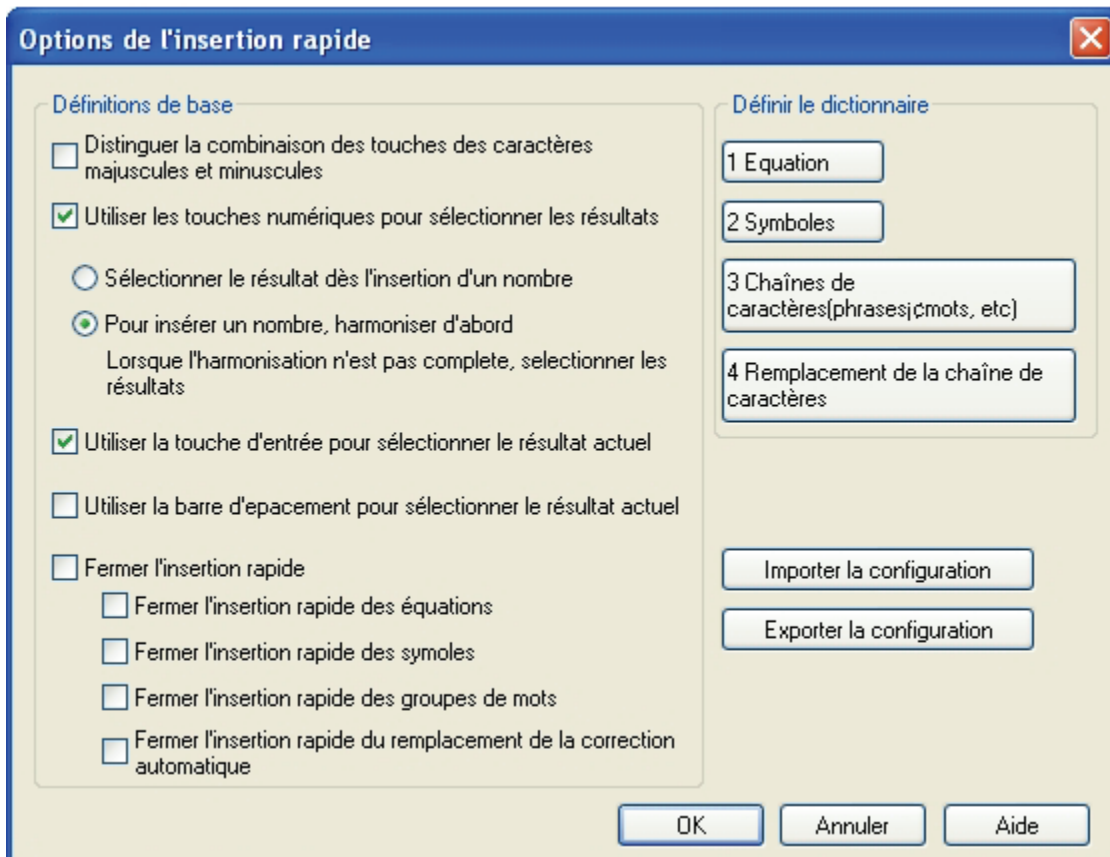 Options de l'insertion rapide
Définitions de base
Distinguer la combinaison des touches des caractères
majuscules et minuscules
Utiliser les touches numériques pour sélectionner les résultats
Sélectionner le résultat dès l'insertion d'un nombre
Pour insérer un nombre, harmoniser d'abord
Lorsque l'harmonisation n'est pas complete, selectionner les
résultats
Utiliser la touche d'entrée pour sélectionner le résultat actuel
Utiliser la barre d'epacement pour sélectionner le résultat actuel
Fermer l'insertion rapide
Fermer l'insertion rapide des équations
Fermer l'insertion rapide des symoles
Fermer l'insertion rapide des groupes de mots
Fermer l'insertion rapide du remplacement de la correction
automatique
Définir le dictionnaire
1 Equation
2 Symboles
3 Chaînes de
caractères(phrases¡¢mots, etc)
4 Remplacement de la chaîne de
caractères
Importer la configuration
Exporter la configuration
OK
Annuler
Aide